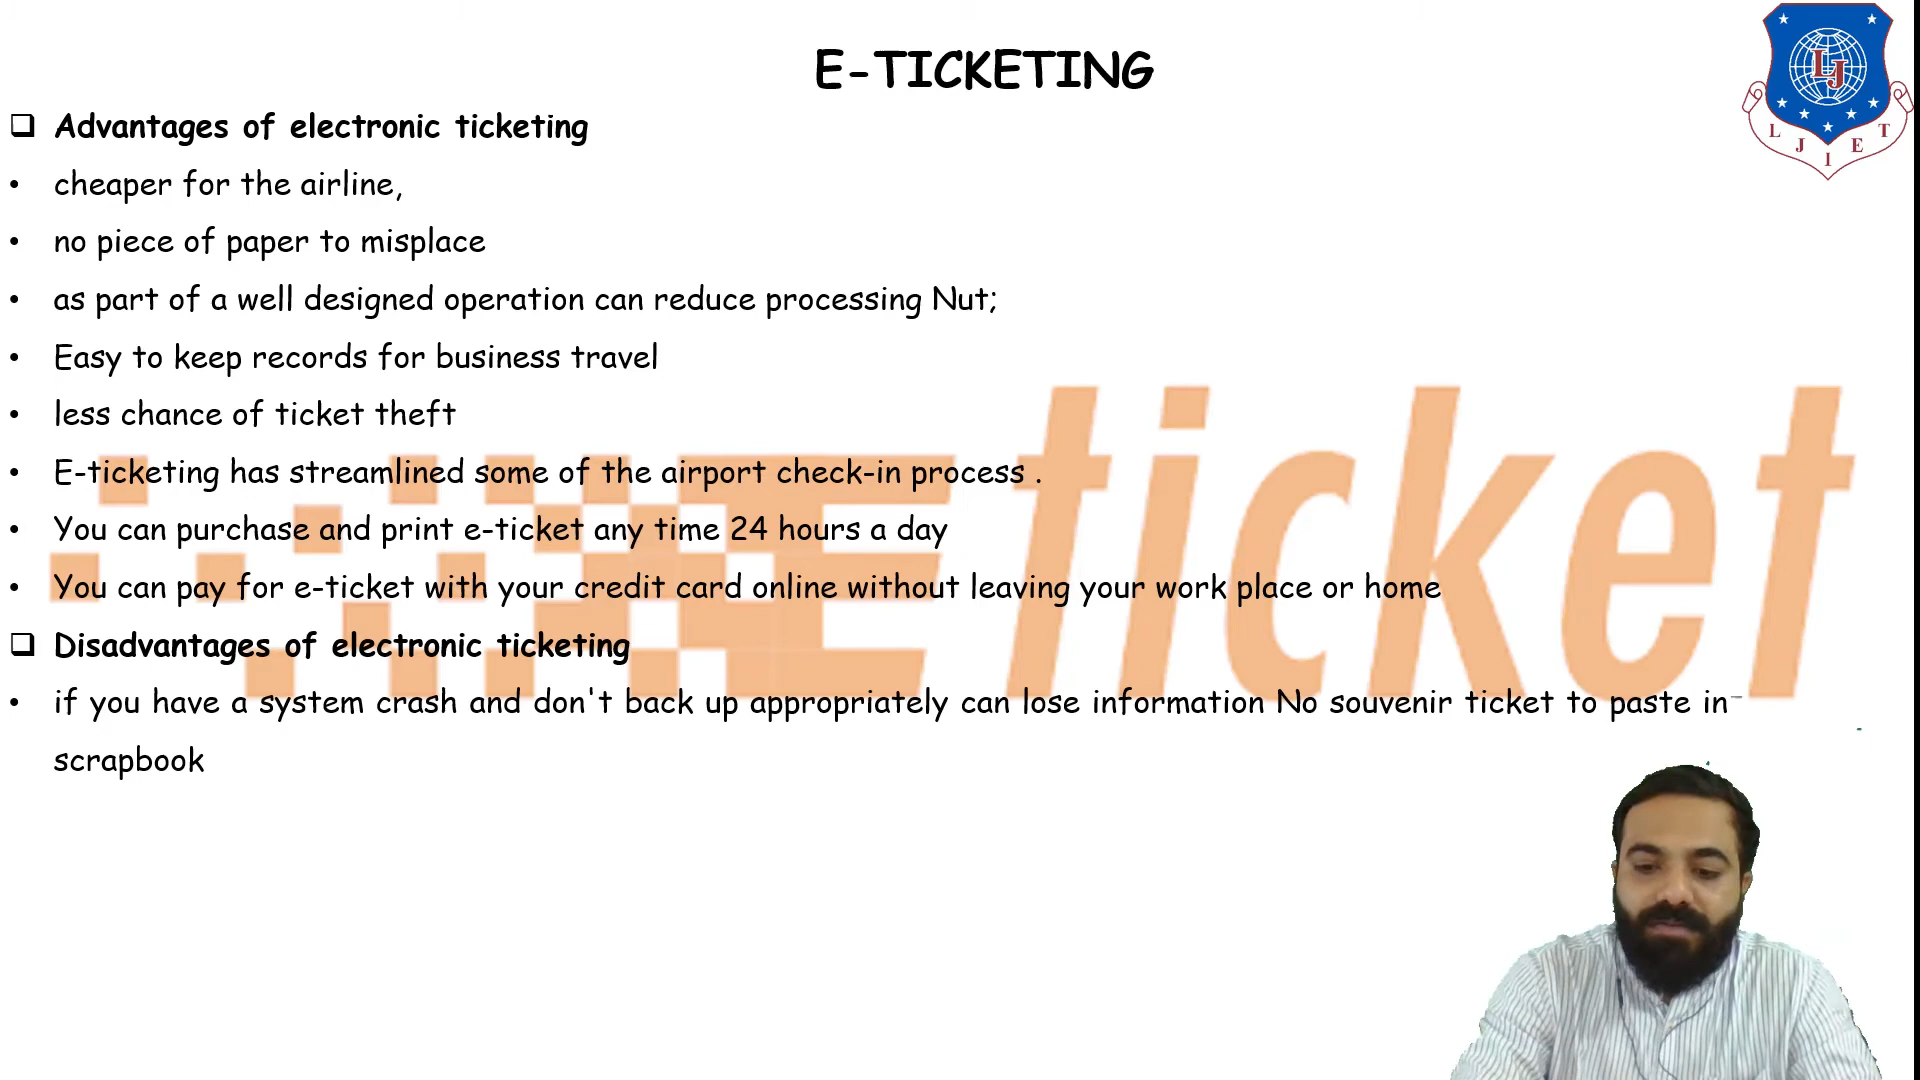 E-TICKETING
❑ Advantages of electronic ticketing
• cheaper for the airline,
• no piece of paper to misplace
• as part of a well designed operation can reduce processing Nut;
• Easy to keep records for business travel
• less chance of ticket theft
• E-ticketing has streamlined some of the airport check-in process .
• You can purchase and print e-ticket any time 24 hours a day
• You can pay for e-ticket with your credit card online without leaving your work place or home
❑ Disadvantages of electronic ticketing
• if you have a system crash and don't back up appropriately can lose information No souvenir ticket to paste in
scrapbook
E ticket
LJ
L J I E T